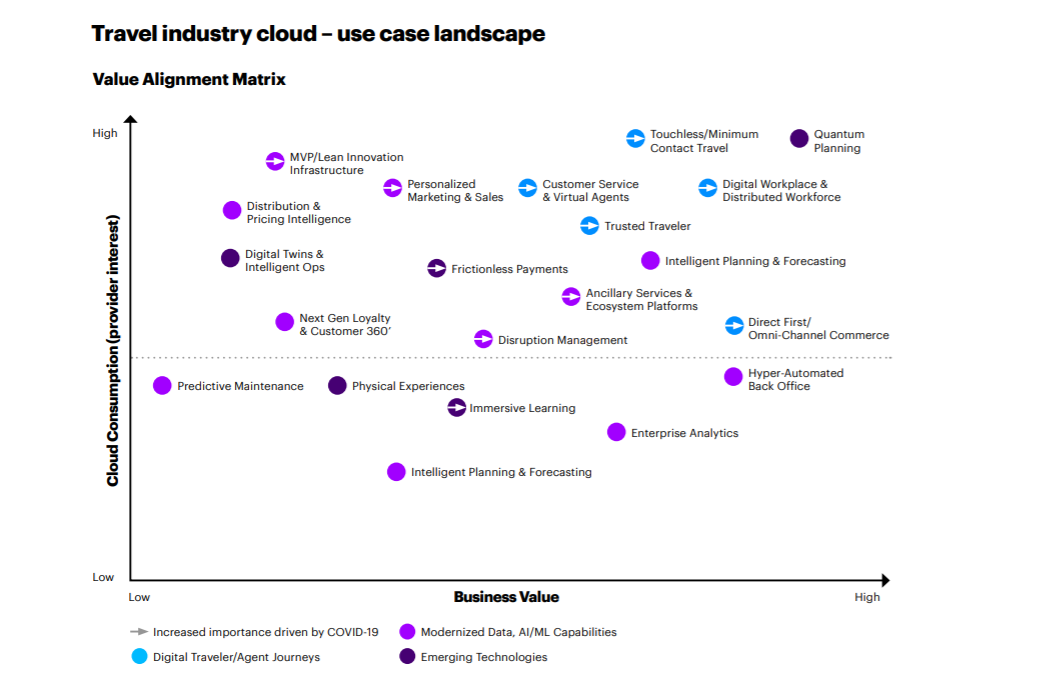 Travel industry cloud – use case landscape
Value Alignment Matrix
High
Touchless/Minimum
Contact Travel
Quantum
Planning
MVP/Lean Innovation
Infrastructure
Personalized
Marketing & Sales
Customer Service
& Virtual Agents
Digital Workplace &
Distributed Workforce
Distribution &
Pricing Intelligence
Trusted Traveler
Digital Twins &
Intelligent Ops
Frictionless Payments
Intelligent Planning & Forecasting
Ancillary Services &
Ecosystem Platforms
Next Gen Loyalty
& Customer 360’
Direct First/
Omni-Channel Commerce
Disruption Management
Cloud Consumption (provider interest)
Predictive Maintenance
Physical Experiences
Hyper-Automated
Back Office
Immersive Learning
Enterprise Analytics
Intelligent Planning & Forecasting
Low
Low
Business Value
High
Increased importance driven by COVID-19
Modernized Data, AI/ML Capabilities
Digital Traveler/Agent Journeys
Emerging Technologies